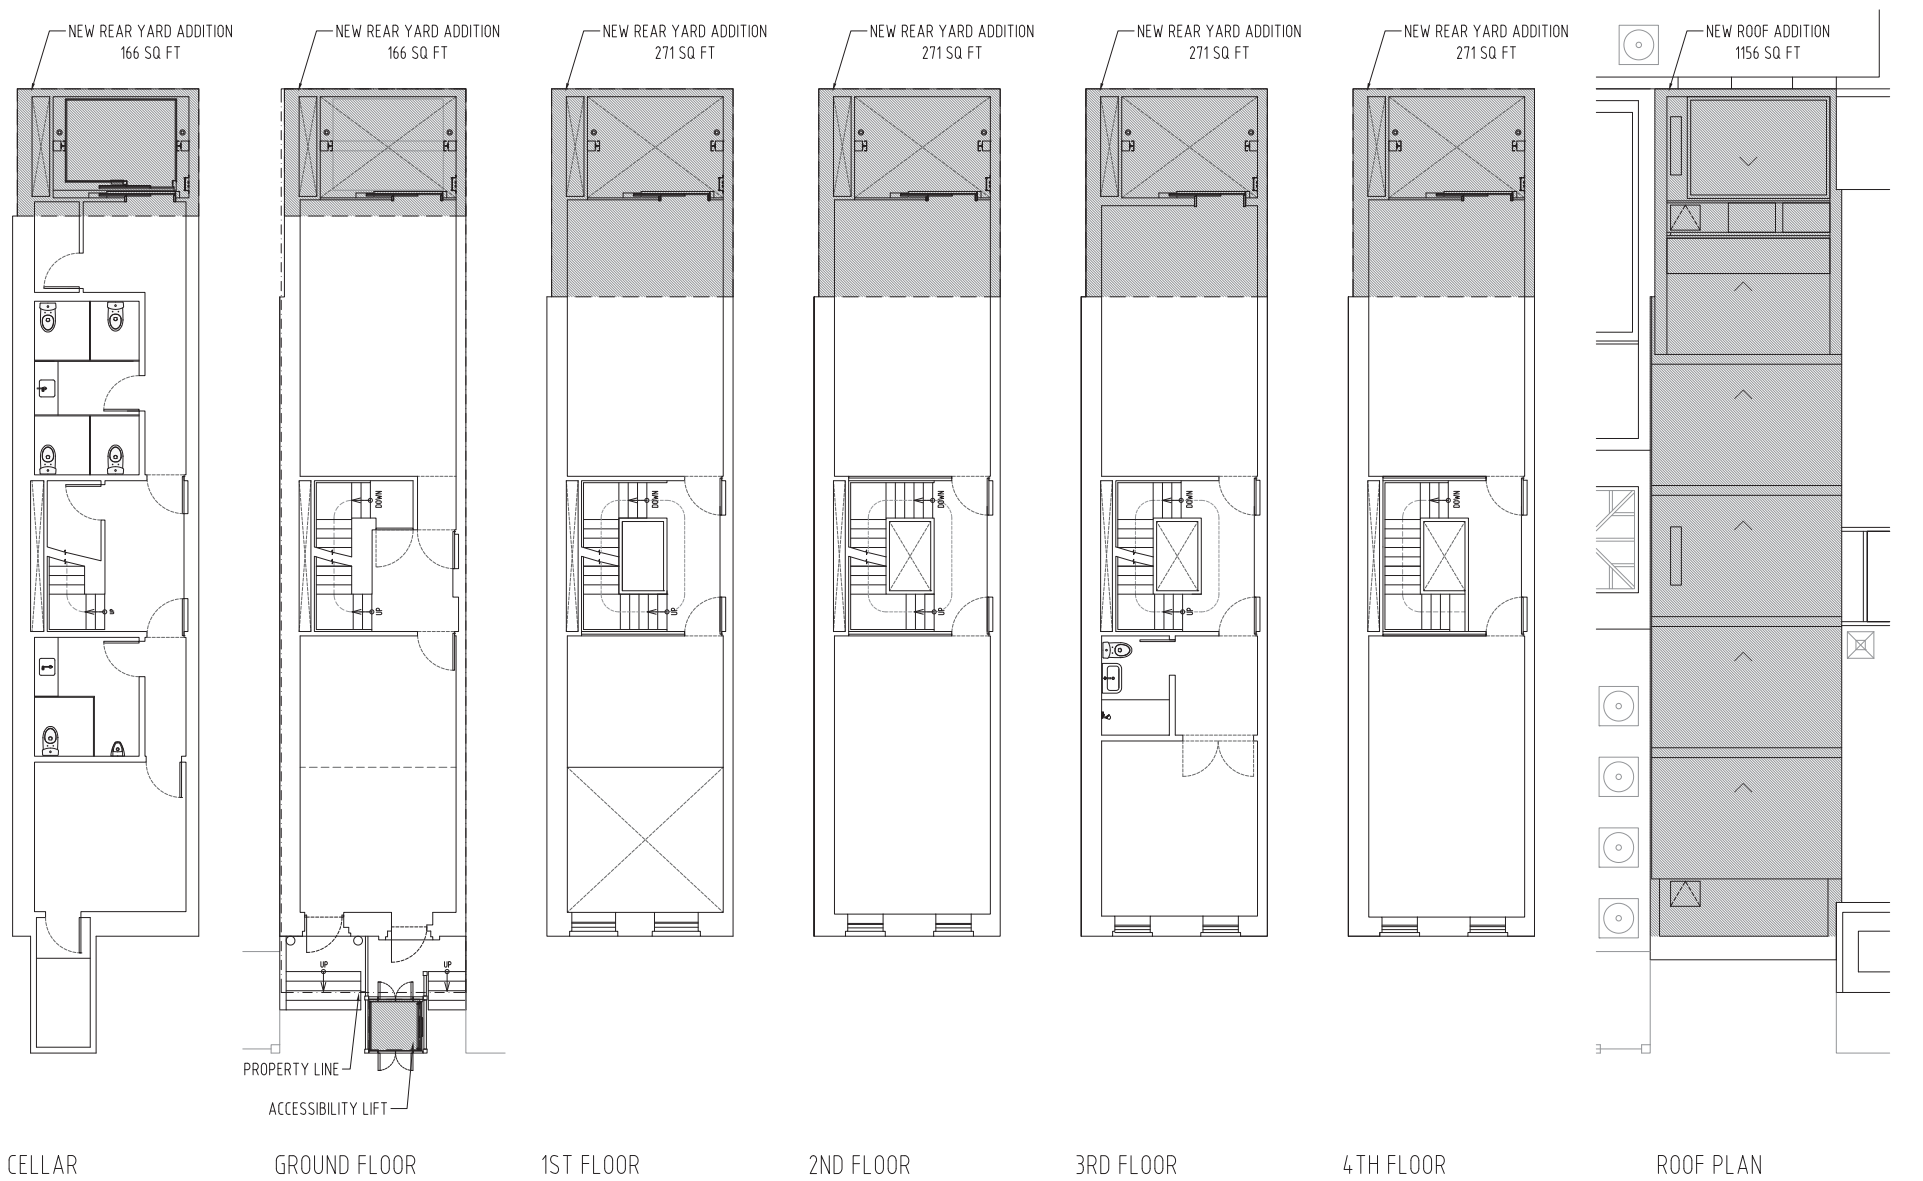 NEW REAR YARD ADDITION
166 SQ FT
NEW REAR YARD ADDITION
166 SQ FT
NEW REAR YARD ADDITION
271 SQ FT
NEW REAR YARD ADDITION
271 SQ FT
NEW REAR YARD ADDITION
271 SQ FT
NEW REAR YARD ADDITION
271 SQ FT
NEW ROOF ADDITION
1156 SQ FT
DOWN
DOWN
DOWN
DOWN
DOWN
UP
UP
UP
UP
UP
UP
PROPERTY LINE
ACCESSIBILITY LIFT
CELLAR
GROUND FLOOR
1ST FLOOR
2ND FLOOR
3RD FLOOR
4TH FLOOR
ROOF PLAN